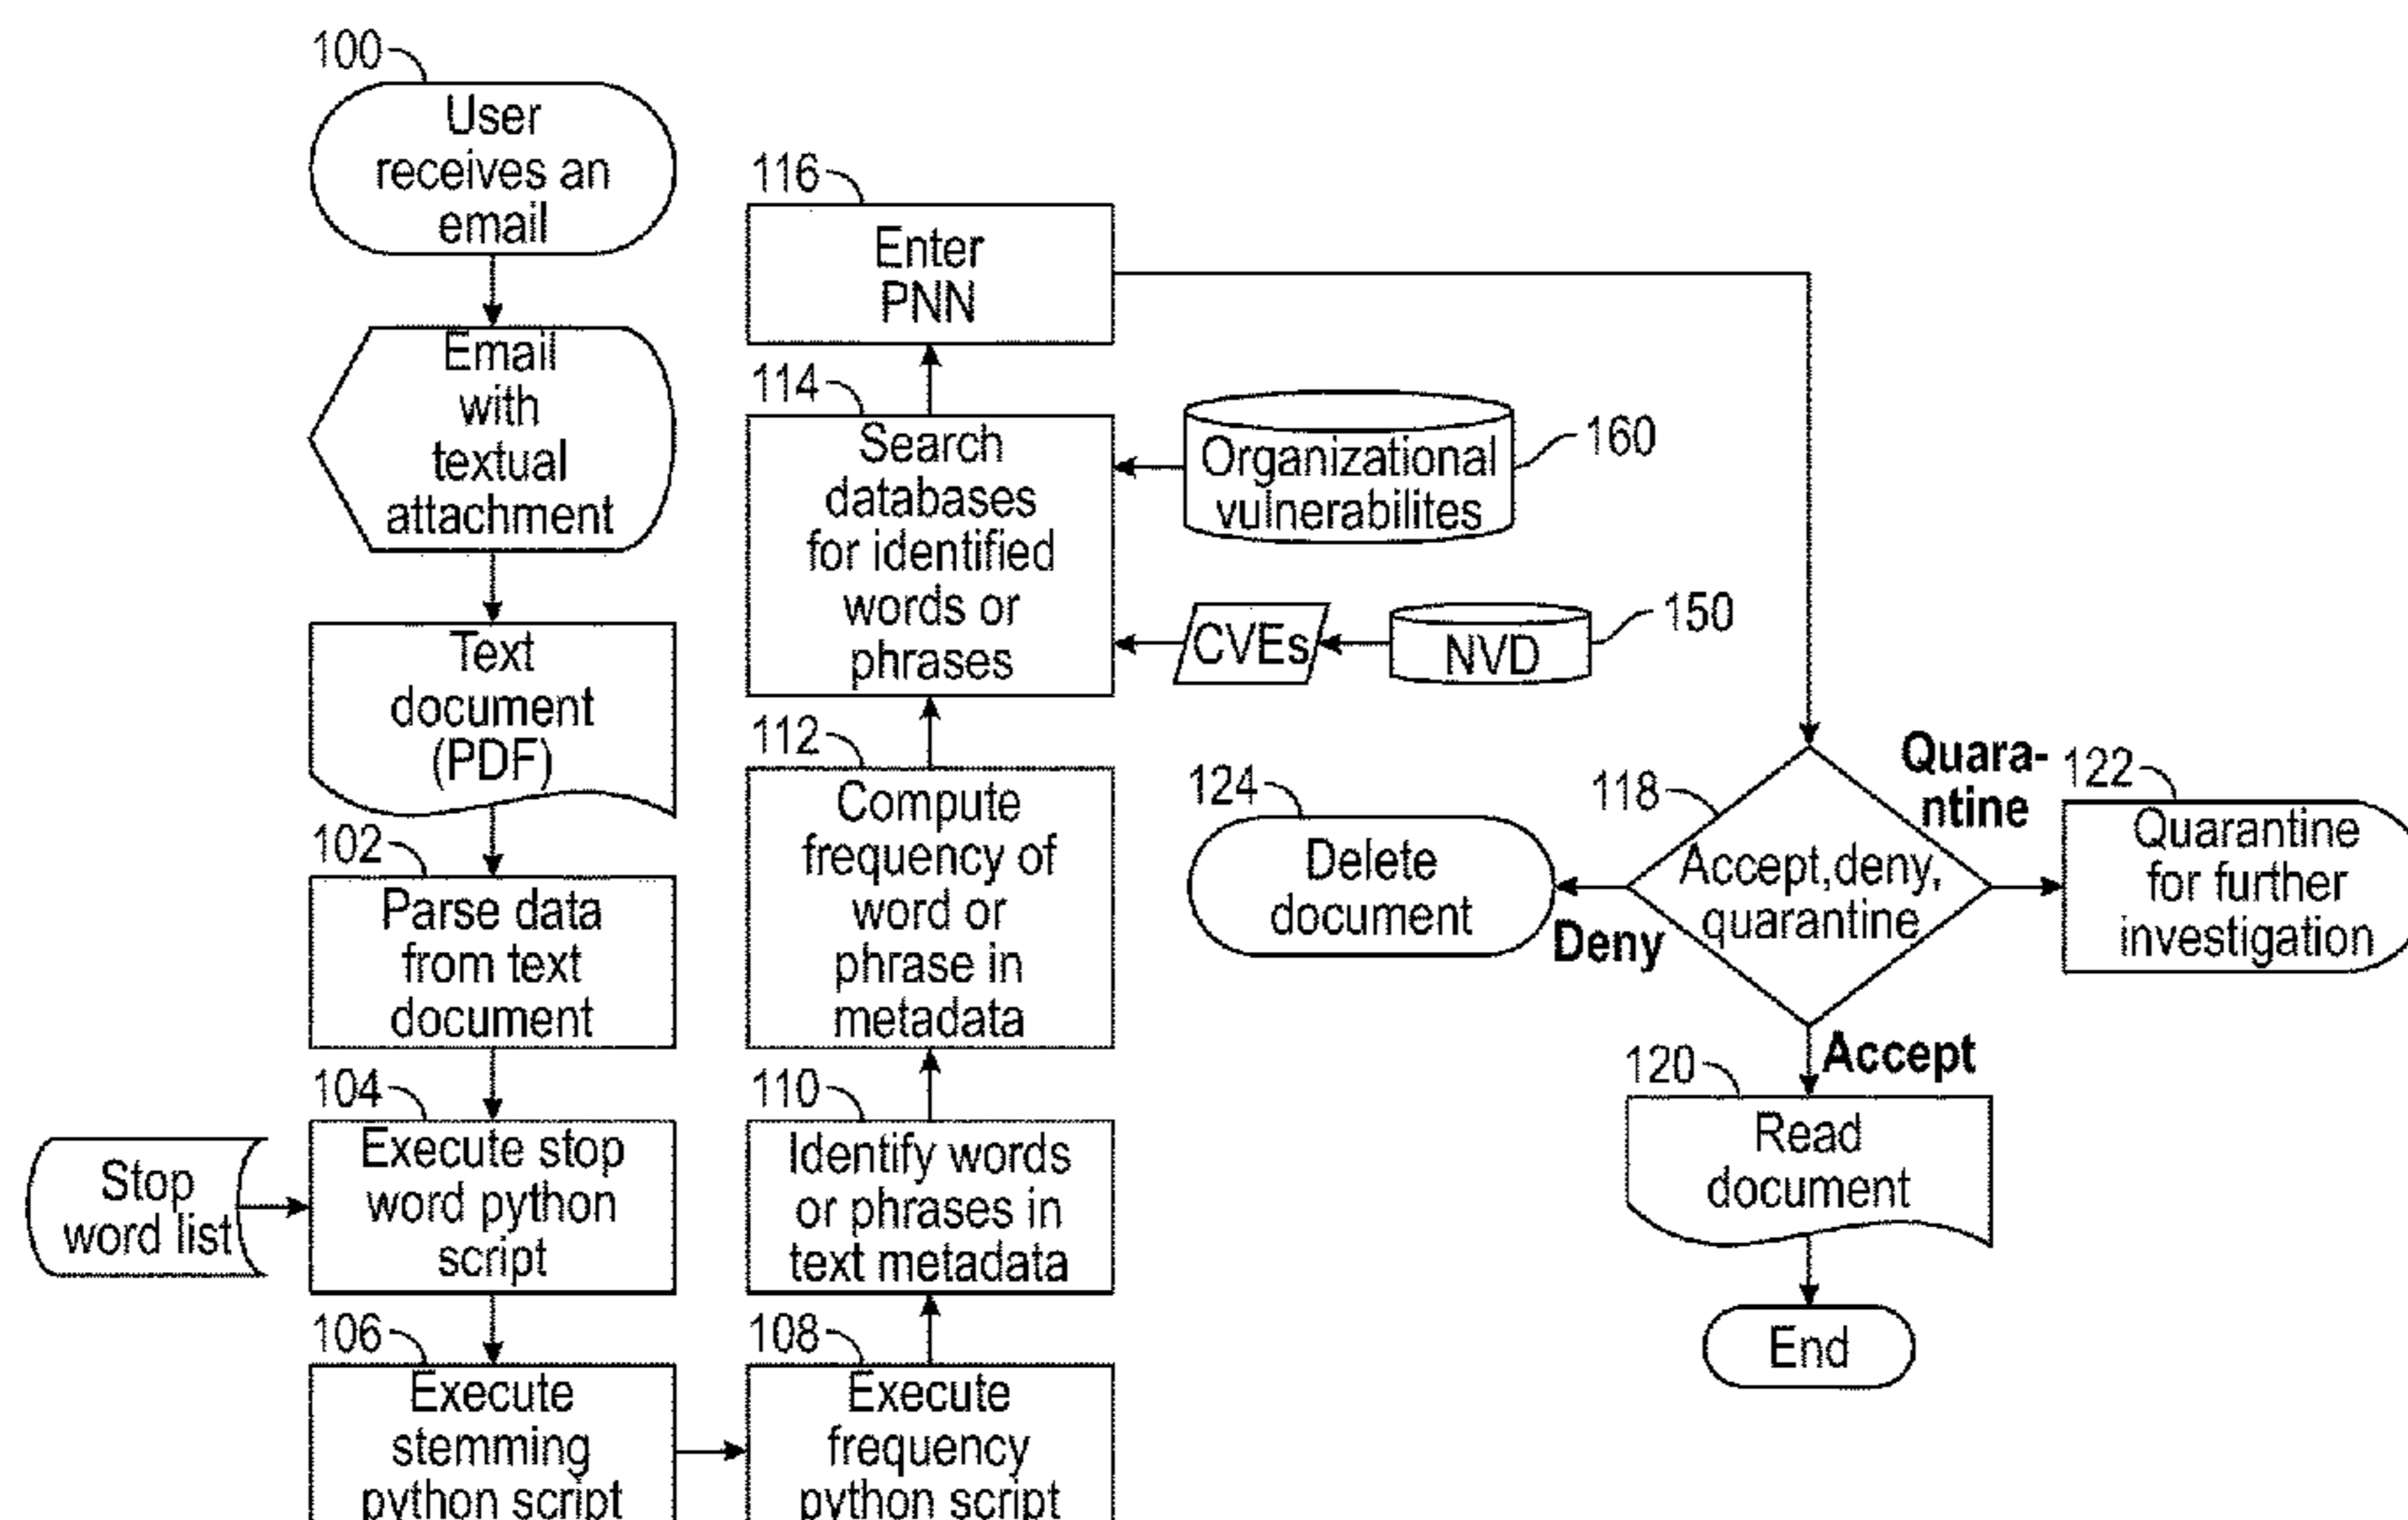 100
User
receives an
email
Email
with
textual
attachment
Text
document
(PDF)
102
Parse data
from text
document
104
Execute stop
word python
script
Stop
word list
106
Execute
stemming
python script
108
Execute
frequency
python script
110
Identify words
or phrases in
text metadata
112
Compute
frequency of
word or
phrase in
metadata
114
Search
databases
for identified
words or
phrases
Organizational
vulnerabilites
160
CVEs
NVD
150
116
Enter
PNN
118
Accept,deny,
quarantine
Quara-
ntine
122
Quarantine
for further
investigation
Deny
124
Delete
document
Accept
120
Read
document
End